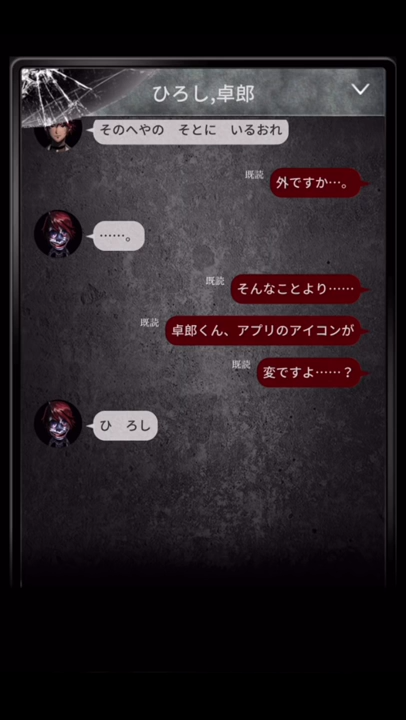 ひろし,卓郎
そのへやの　そとに　いるおれ
既読
外ですか…。
……。
既読
そんなことより……
既読
卓郎くん、アプリのアイコンが
既読
変ですよ……？
ひ　ろし